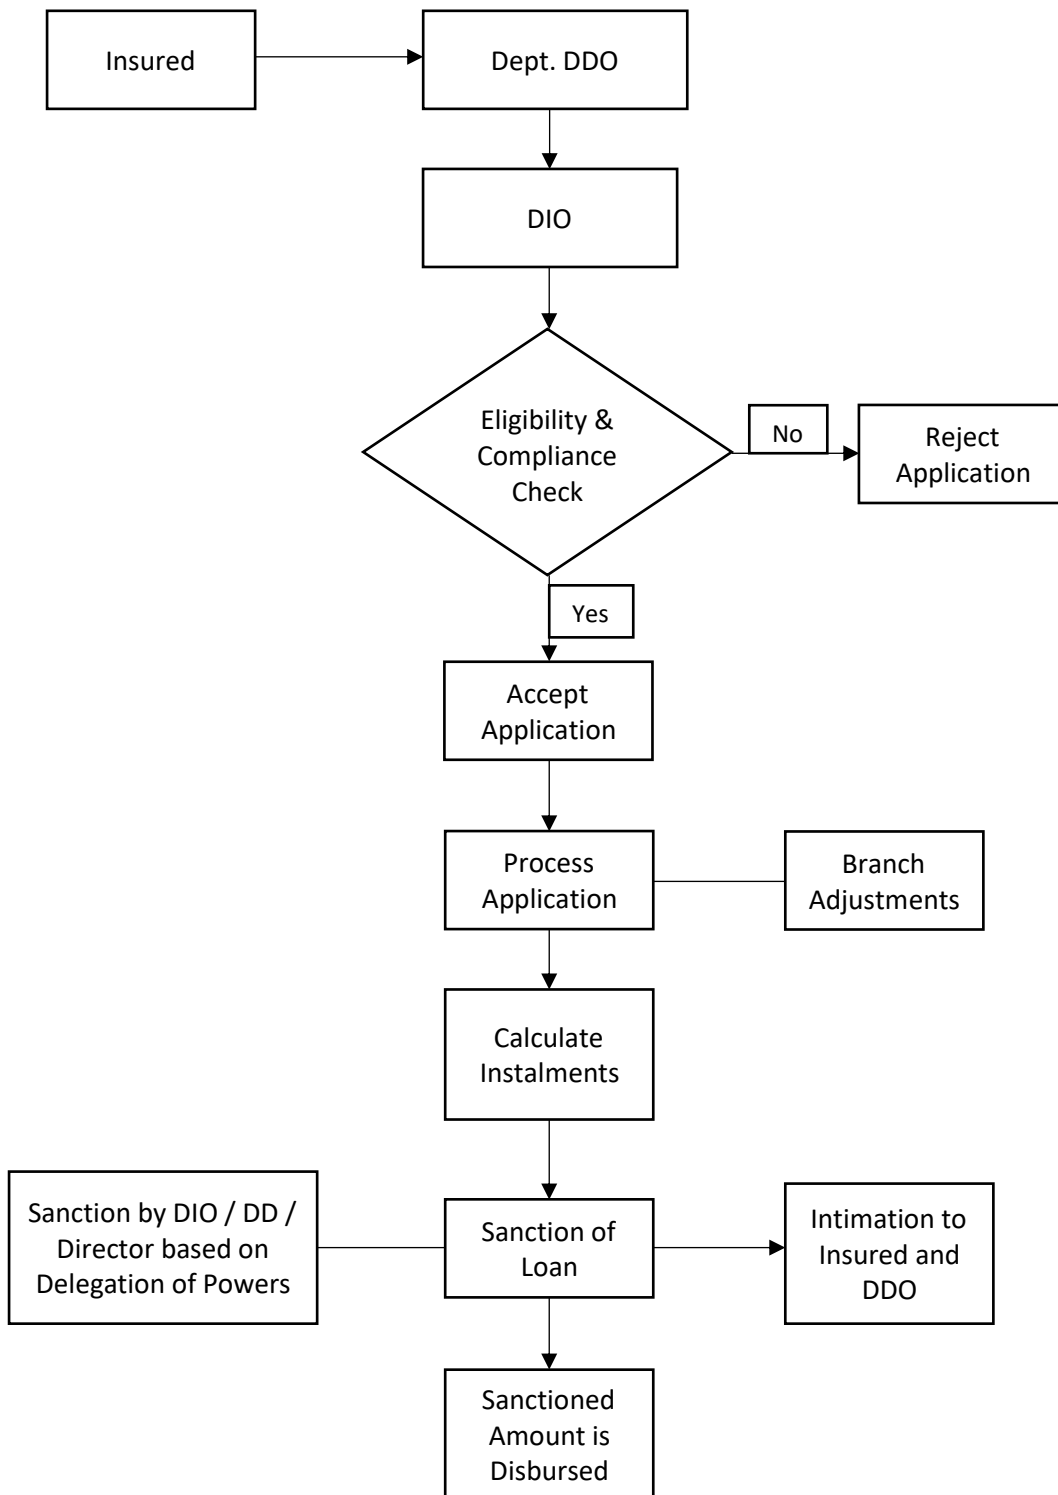 Insured
Dept. DDO
DIO
Eligibility &
Compliance
Check
No
Reject
Application
Yes
Accept
Application
Process
Application
Branch
Adjustments
Calculate
Instalments
Sanction by DIO / DD /
Director based on
Delegation of Powers
Sanction of
Loan
Intimation to
Insured and
DDO
Sanctioned
Amount is
Disbursed